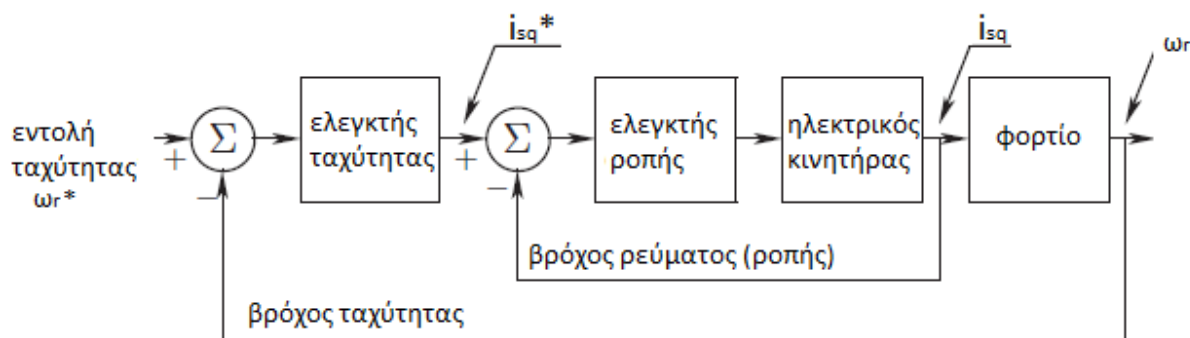 isq*
isq
ωr
εντολή
ταχύτητας
ωr*
+
−
Σ
ελεγκτής
ταχύτητας
+
−
Σ
ελεγκτής
ροπής
ηλεκτρικός
κινητήρας
φορτίο
βρόχος ρεύματος (ροπής)
βρόχος ταχύτητας